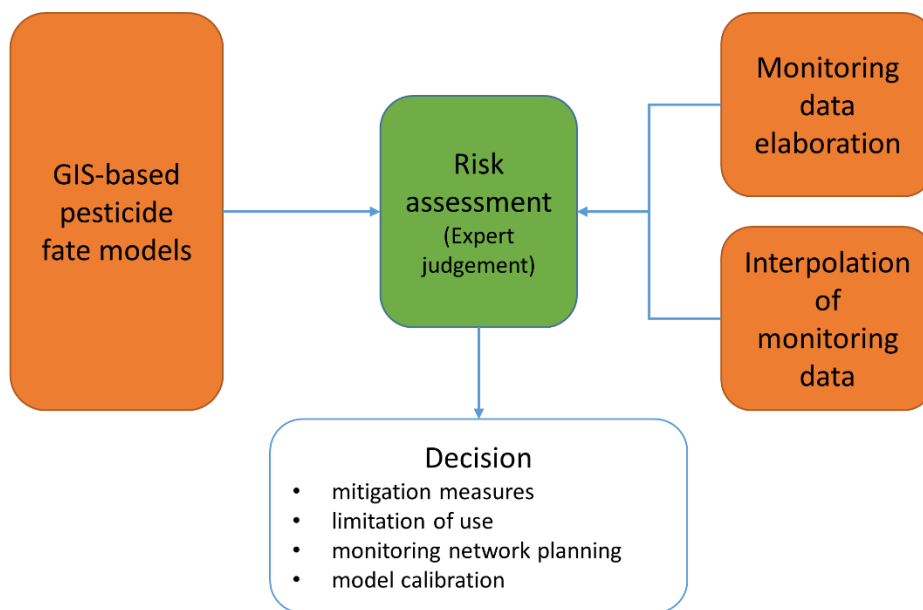 GIS-based
pesticide
fate models
Risk
assessment
(Expert
judgement)
Monitoring
data
elaboration
Interpolation
of
monitoring
data
Decision
• mitigation measures
• limitation of use
• monitoring network planning
• model calibration